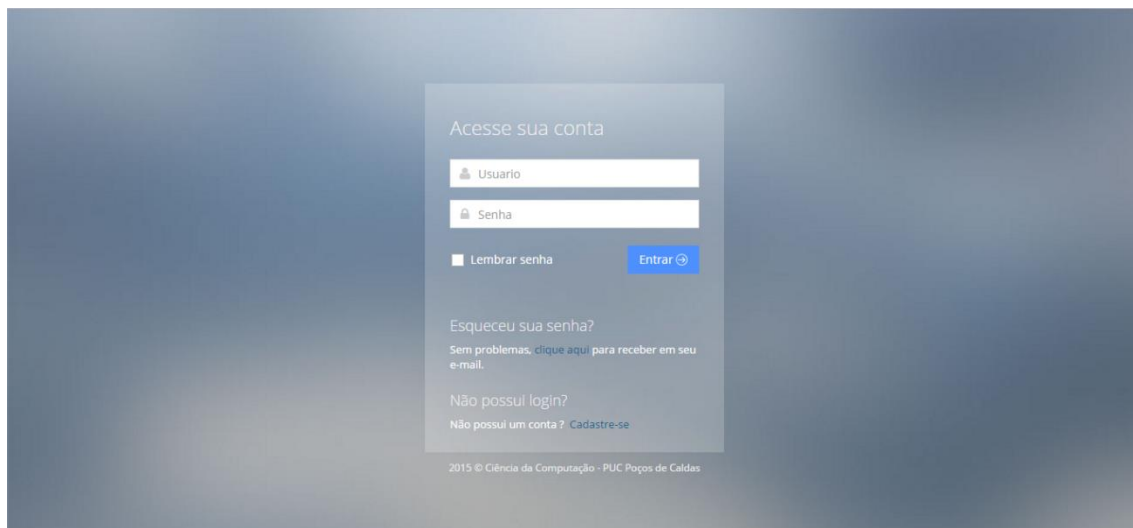 Acesse sua conta
Usuario
Senha
Lembrar senha
Entrar
Esqueceu sua senha?
Sem problemas, clique aqui para receber em seu
e-mail.
Não possui login?
Não possui um conta ? Cadastre-se
2015 © Ciência da Computação - PUC Poços de Caldas